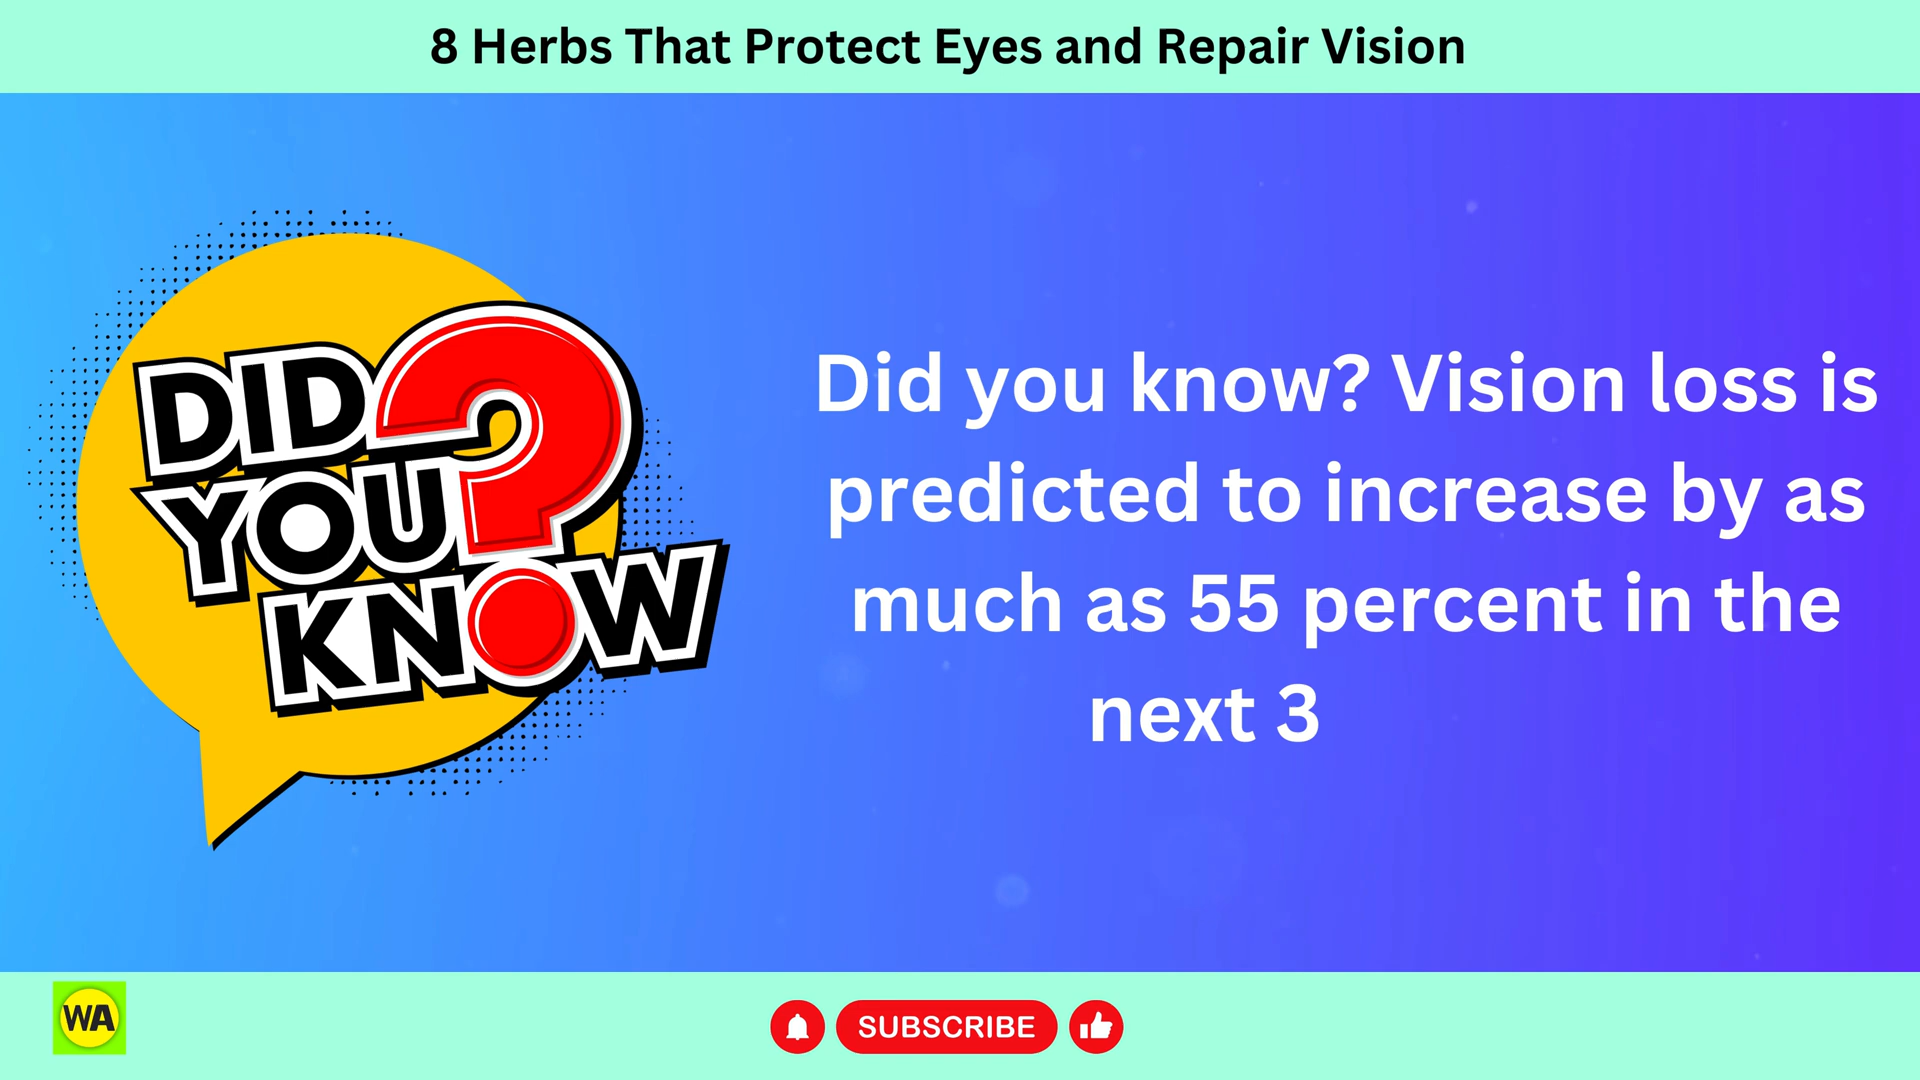 8 Herbs That Protect Eyes and Repair Vision
DID
YOU
KNOW
?
Did you know? Vision loss is
predicted to increase by as
much as 55 percent in the
next 3
WA
SUBSCRIBE